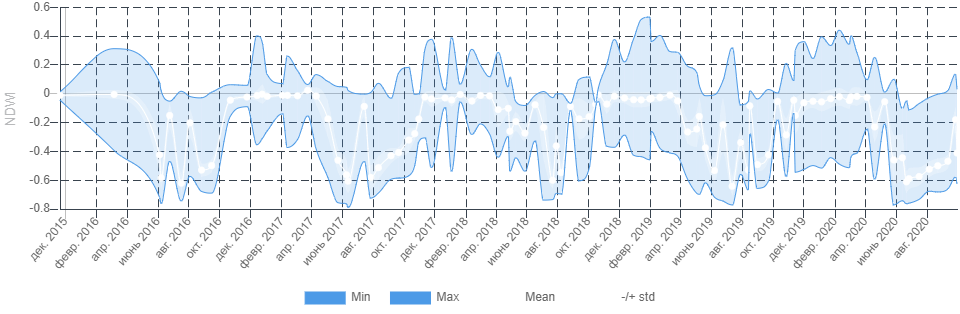 0.6
0.4
0.2
0
-0.2
-0.4
-0.6
-0.8
NDWI
дек. 2015
февр. 2016
апр. 2016
июнь 2016
авг. 2016
окт. 2016
дек. 2016
февр. 2017
апр. 2017
июнь 2017
авг. 2017
окт. 2017
дек. 2017
февр. 2018
апр. 2018
июнь 2018
авг. 2018
окт. 2018
дек. 2018
февр. 2019
апр. 2019
июнь 2019
авг. 2019
окт. 2019
дек. 2019
февр. 2020
апр. 2020
июнь 2020
авг. 2020
Min Max Mean -/+ std